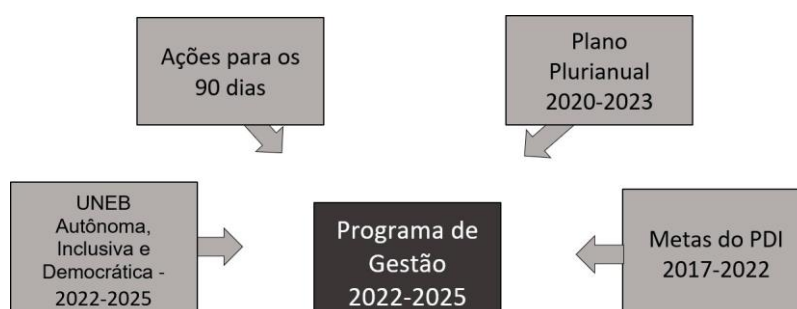 Ações para os
90 dias
Plano
Plurianual
2020-2023
UNEB
Autônoma,
Inclusiva e
Democrática -
2022-2025
Programa de
Gestão
2022-2025
Metas do PDI
2017-2022